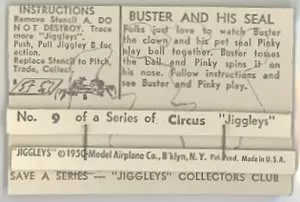 INSTRUCTIONS
Remove Stencil A. DO
NOT DESTROY. Trace
more "Jiggleys".
Push, Pull Jiggley B for
action.
Replace Stencil to Pitch,
Trade, Collect.
BUSTER AND HIS SEAL
Folks just love to watch Buster
the clown and his pet seal Pinky
play ball together. Buster tosses
the ball and Pinky spins it on
his nose. Follow instructions and
see Buster and Pinky play.
No. 9 of a Series of Circus "Jiggleys"
"JIGGLEYS" © 1950 Model Airplane Co., B'klyn, N. Y. Pat. Pend. Made in U.S.A.
SAVE A SERIES — "JIGGLEYS" COLLECTORS CLUB